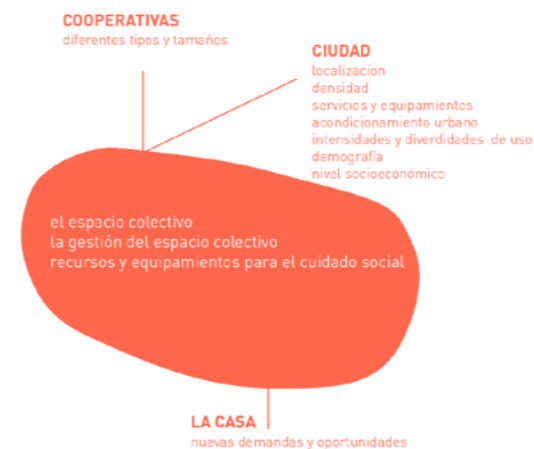 COOPERATIVAS
diferentes tipos y tamaños
CIUDAD
localizacion
densidad
servicios y equipamientos
acondicionamiento urbano
intensidades y diverdidades de uso
demografía
nivel socioeconómico
el espacio colectivo
la gestión del espacio colectivo
recursos y equipamientos para el cuidado social
LA CASA
nuevas demandas y oportunidades